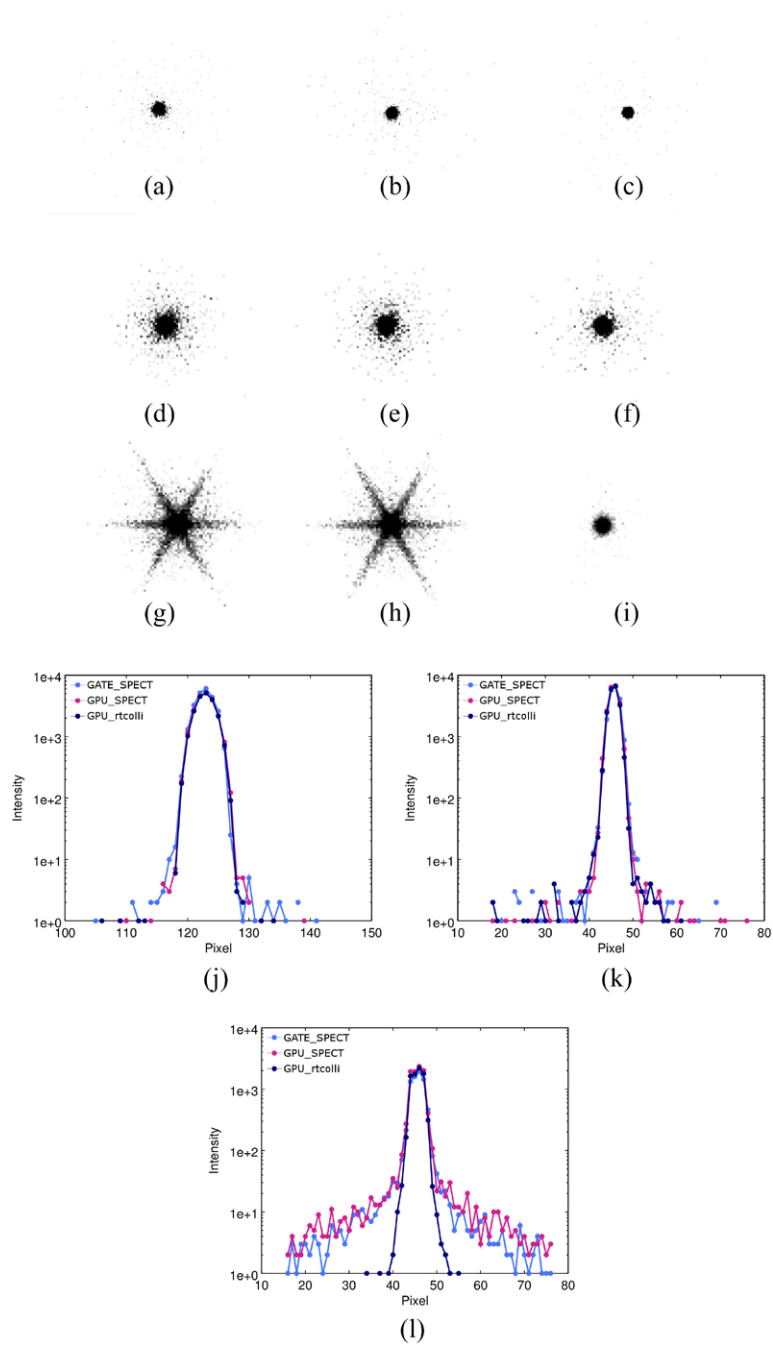 (a) (b) (c)
(d) (e) (f)
(g) (h) (i)
1e+4
1e+3
1e+2
1e+1
1e+0
Intensity
GATE_SPECT
GPU_SPECT
GPU_rtcolli
100 110 120 130 140 150
Pixel
(j)
1e+4
1e+3
1e+2
1e+1
1e+0
Intensity
GATE_SPECT
GPU_SPECT
GPU_rtcolli
10 20 30 40 50 60 70 80
Pixel
(k)
1e+4
1e+3
1e+2
1e+1
1e+0
Intensity
GATE_SPECT
GPU_SPECT
GPU_rtcolli
10 20 30 40 50 60 70 80
Pixel
(l)